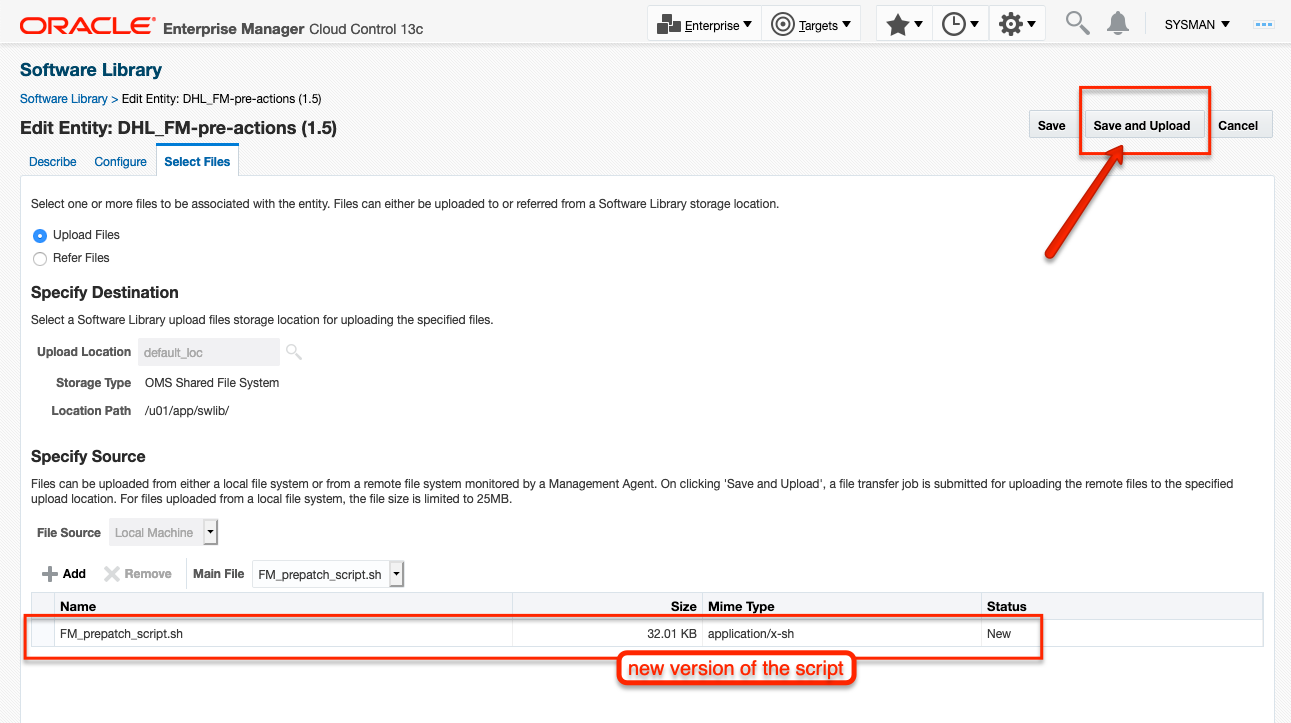 ORACLE Enterprise Manager Cloud Control 13c Enterprise Targets SYSMAN
Software Library
Software Library > Edit Entity: DHL_FM-pre-actions (1.5)
Edit Entity: DHL_FM-pre-actions (1.5)
Save Save and Upload Cancel
Describe Configure Select Files
Select one or more files to be associated with the entity. Files can either be uploaded to or referred from a Software Library storage location.
Upload Files
Refer Files
Specify Destination
Select a Software Library upload files storage location for uploading the specified files.
Upload Location default_loc
Storage Type OMS Shared File System
Location Path /u01/app/swlib/
Specify Source
Files can be uploaded from either a local file system or from a remote file system monitored by a Management Agent. On clicking 'Save and Upload', a file transfer job is submitted for uploading the remote files to the specified
upload location. For files uploaded from a local file system, the file size is limited to 25MB.
File Source Local Machine
Add Remove Main File FM_prepatch_script.sh
Name Size Mime Type Status
FM_prepatch_script.sh 32.01 KB application/x-sh New
new version of the script